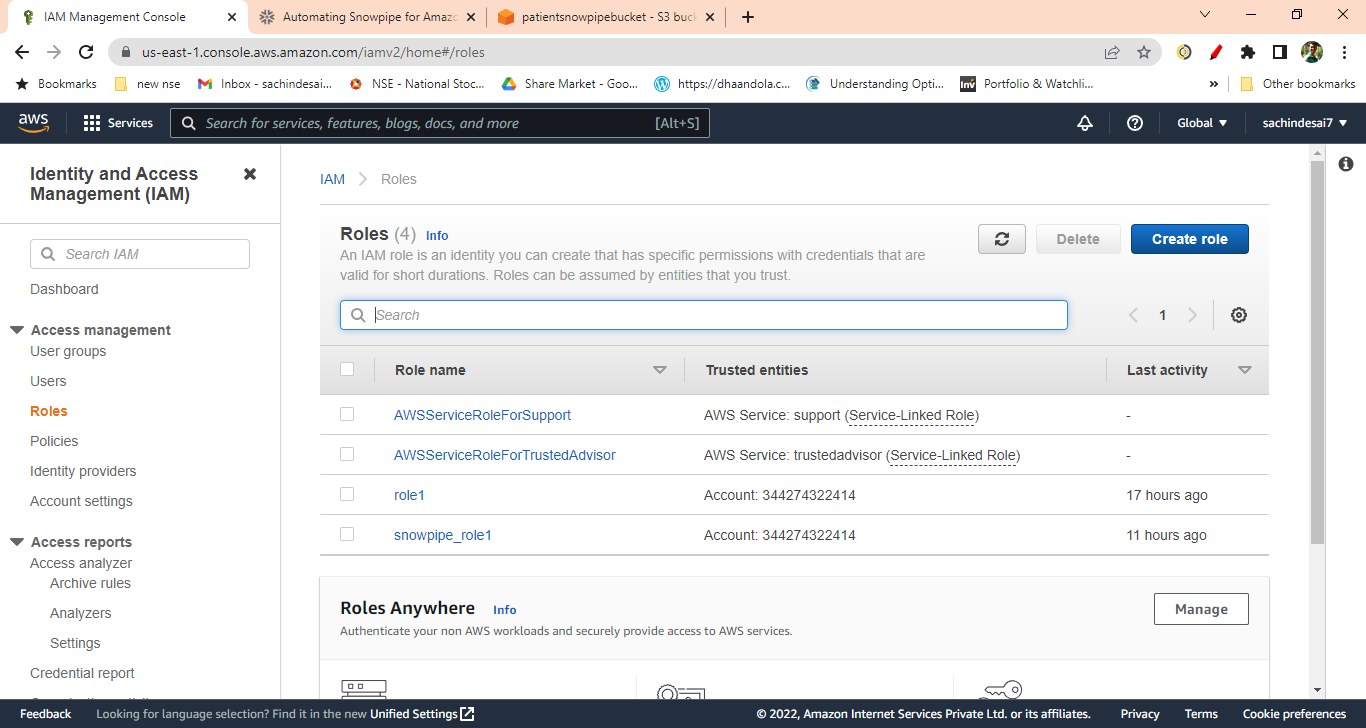 IAM Management Console
Automating Snowpipe for Amazo
patientsnowpipebucket - S3 buck
us-east-1.console.aws.amazon.com/iamv2/home#/roles
Bookmarks
new nse
Inbox - sachindesai...
NSE - National Stoc...
Share Market - Goo...
https://dhaandola.c...
Understanding Opti...
Inv
Portfolio & Watchli...
»
Other bookmarks
aws
Services
Search for services, features, blogs, docs, and more
[Alt+S]
Global
sachindesai7
Identity and Access
Management (IAM)
Search IAM
Dashboard
Access management
User groups
Users
Roles
Policies
Identity providers
Account settings
Access reports
Access analyzer
Archive rules
Analyzers
Settings
Credential report
IAM
Roles
Roles (4) Info
An IAM role is an identity you can create that has specific permissions with credentials that are
valid for short durations. Roles can be assumed by entities that you trust.
Delete
Create role
Search
1
Role name
Trusted entities
Last activity
AWSServiceRoleForSupport
AWS Service: support (Service-Linked Role)
-
AWSServiceRoleForTrustedAdvisor
AWS Service: trustedadvisor (Service-Linked Role)
-
role1
Account: 344274322414
17 hours ago
snowpipe_role1
Account: 344274322414
11 hours ago
Roles Anywhere Info
Authenticate your non AWS workloads and securely provide access to AWS services.
Manage
Feedback
Looking for language selection? Find it in the new Unified Settings
© 2022, Amazon Internet Services Private Ltd. or its affiliates.
Privacy
Terms
Cookie preferences